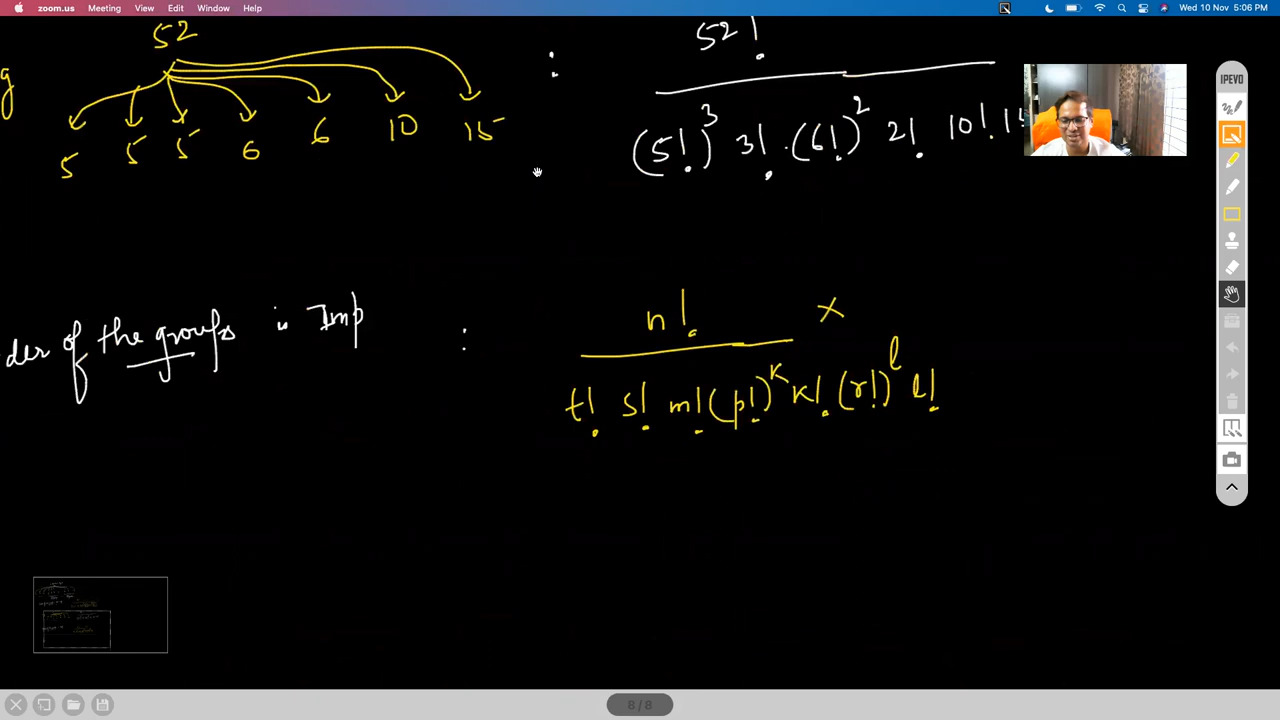 zoom.us Meeting View Edit Window Help Wed 10 Nov 5:06 PM
52 : 52!
g
5 5 5 6 6 10 15
(5!)^3 3! . (6!)^2 2! 10! 1
IPEVO
der of the groups is Imp : n! ×
t! s! m! (p!)^k k! (r!)^l l!
8 / 8